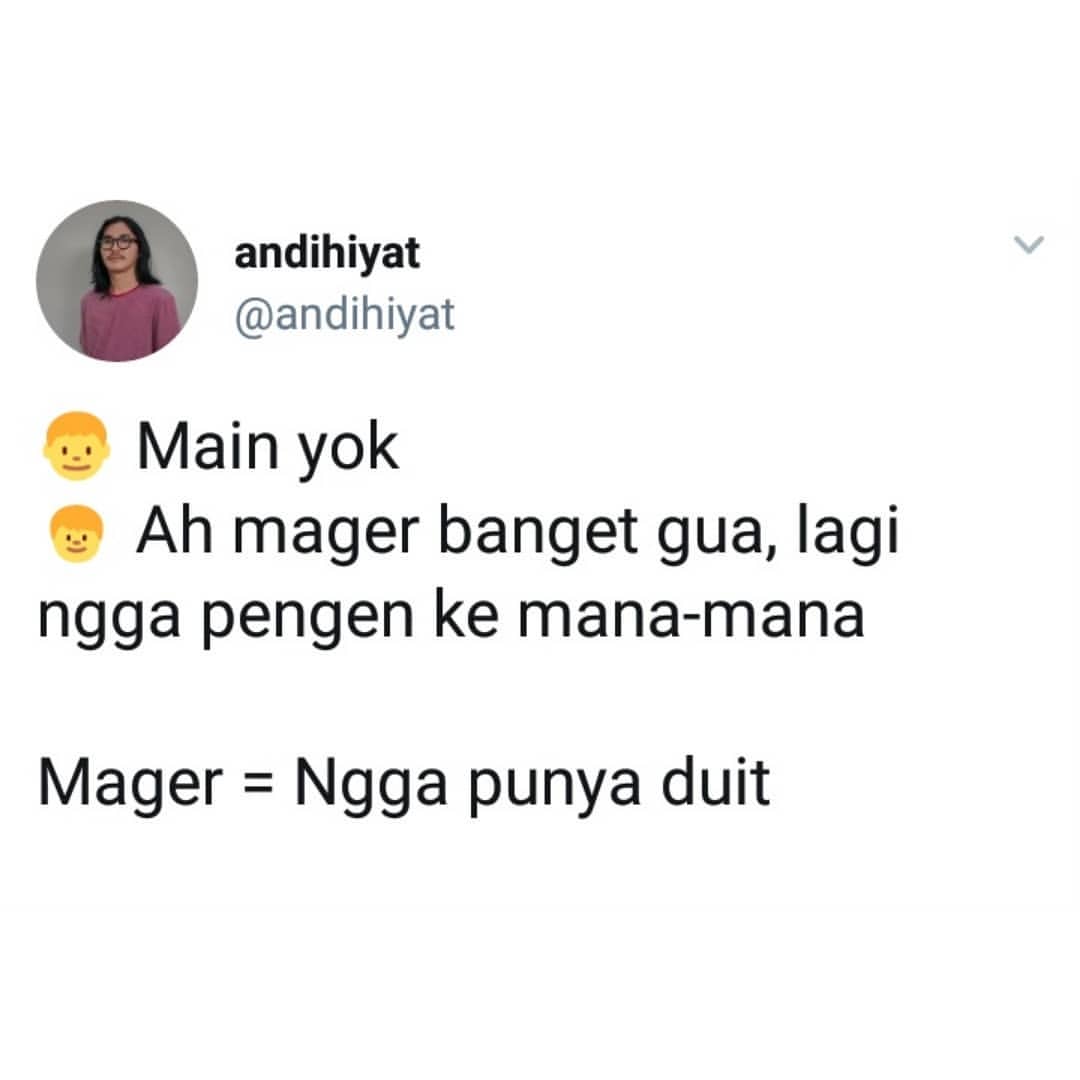 andihiyat
@andihiyat
👨 Main yok
👦 Ah mager banget gua, lagi
ngga pengen ke mana-mana
Mager = Ngga punya duit